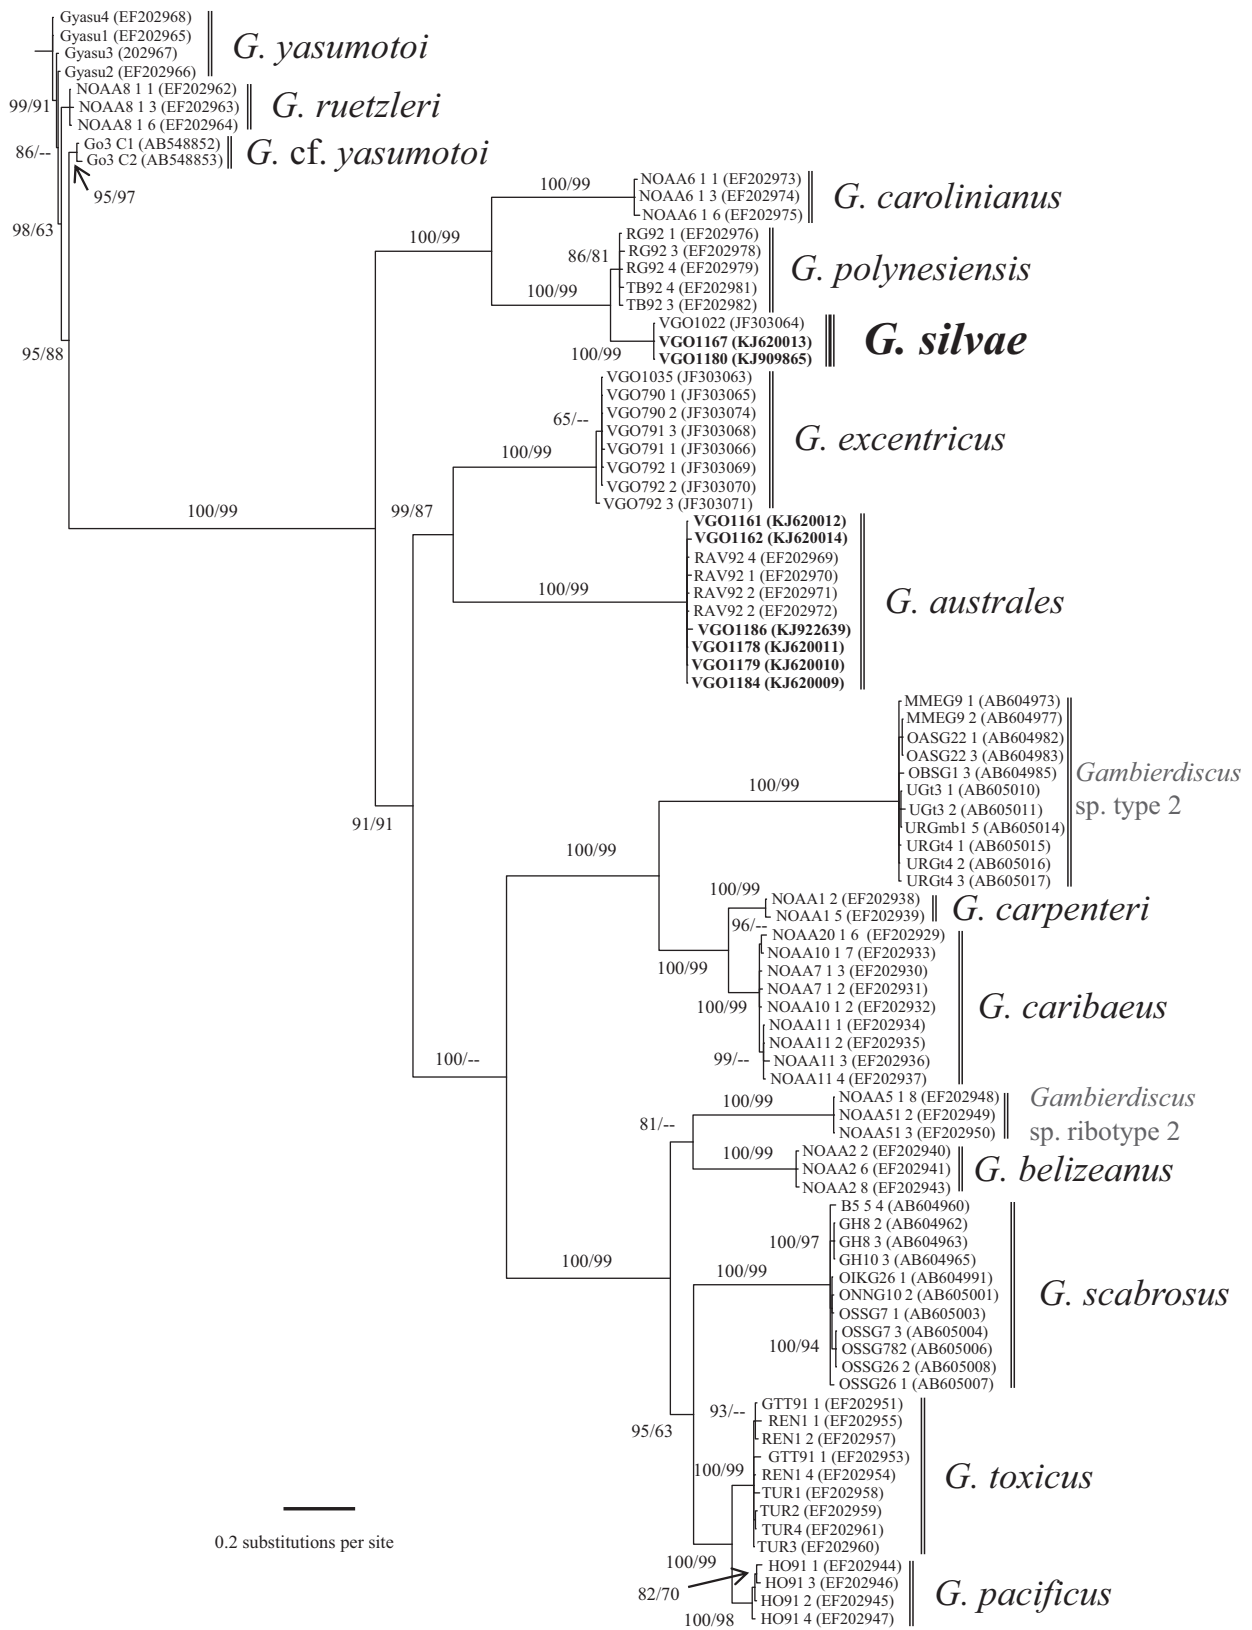 Gyasu4 (EF202968)
Gyasu1 (EF202965)
Gyasu3 (202967)
Gyasu2 (EF202966)
G. yasumotoi
99/91
NOAA8 1 1 (EF202962)
NOAA8 1 3 (EF202963)
NOAA8 1 6 (EF202964)
G. ruetzleri
86/--
Go3 C1 (AB548852)
Go3 C2 (AB548853)
G. cf. yasumotoi
95/97
98/63
95/88
100/99
100/99
100/99
NOAA6 1 1 (EF202973)
NOAA6 1 3 (EF202974)
NOAA6 1 6 (EF202975)
G. carolinianus
100/99
86/81
RG92 1 (EF202976)
RG92 3 (EF202978)
RG92 4 (EF202979)
TB92 4 (EF202981)
TB92 3 (EF202982)
G. polynesiensis
100/99
VGO1022 (JF303064)
VGO1167 (KJ620013)
VGO1180 (KJ909865)
G. silvae
99/87
100/99
65/--
VGO1035 (JF303063)
VGO790 1 (JF303065)
VGO790 2 (JF303074)
VGO791 3 (JF303068)
VGO791 1 (JF303066)
VGO792 1 (JF303069)
VGO792 2 (JF303070)
VGO792 3 (JF303071)
G. excentricus
100/99
VGO1161 (KJ620012)
VGO1162 (KJ620014)
RAV92 4 (EF202969)
RAV92 1 (EF202970)
RAV92 2 (EF202971)
RAV92 2 (EF202972)
VGO1186 (KJ922639)
VGO1178 (KJ620011)
VGO1179 (KJ620010)
VGO1184 (KJ620009)
G. australes
91/91
100/--
100/99
100/99
MMEG9 1 (AB604973)
MMEG9 2 (AB604977)
OASG22 1 (AB604982)
OASG22 3 (AB604983)
OBSG1 3 (AB604985)
UGt3 1 (AB605010)
UGt3 2 (AB605011)
URGmb1 5 (AB605014)
URGt4 1 (AB605015)
URGt4 2 (AB605016)
URGt4 3 (AB605017)
Gambierdiscus
sp. type 2
100/99
100/99
NOAA1 2 (EF202938)
NOAA1 5 (EF202939)
G. carpenteri
96/--
100/99
99/--
NOAA20 1 6 (EF202929)
NOAA10 1 7 (EF202933)
NOAA7 1 3 (EF202930)
NOAA7 1 2 (EF202931)
NOAA10 1 2 (EF202932)
NOAA11 1 (EF202934)
NOAA11 2 (EF202935)
NOAA11 3 (EF202936)
NOAA11 4 (EF202937)
G. caribaeus
100/99
81/--
100/99
NOAA5 1 8 (EF202948)
NOAA51 2 (EF202949)
NOAA51 3 (EF202950)
Gambierdiscus
sp. ribotype 2
100/99
NOAA2 2 (EF202940)
NOAA2 6 (EF202941)
NOAA2 8 (EF202943)
G. belizeanus
95/63
100/99
100/97
100/94
B5 5 4 (AB604960)
GH8 2 (AB604962)
GH8 3 (AB604963)
GH10 3 (AB604965)
OIKG26 1 (AB604991)
ONNG10 2 (AB605001)
OSSG7 1 (AB605003)
OSSG7 3 (AB605004)
OSSG782 (AB605006)
OSSG26 2 (AB605008)
OSSG26 1 (AB605007)
G. scabrosus
100/99
93/--
100/99
GTT91 1 (EF202951)
REN1 1 (EF202955)
REN1 2 (EF202957)
GTT91 1 (EF202953)
REN1 4 (EF202954)
TUR1 (EF202958)
TUR2 (EF202959)
TUR4 (EF202961)
TUR3 (EF202960)
G. toxicus
82/70
100/98
HO91 1 (EF202944)
HO91 3 (EF202946)
HO91 2 (EF202945)
HO91 4 (EF202947)
G. pacificus
0.2 substitutions per site